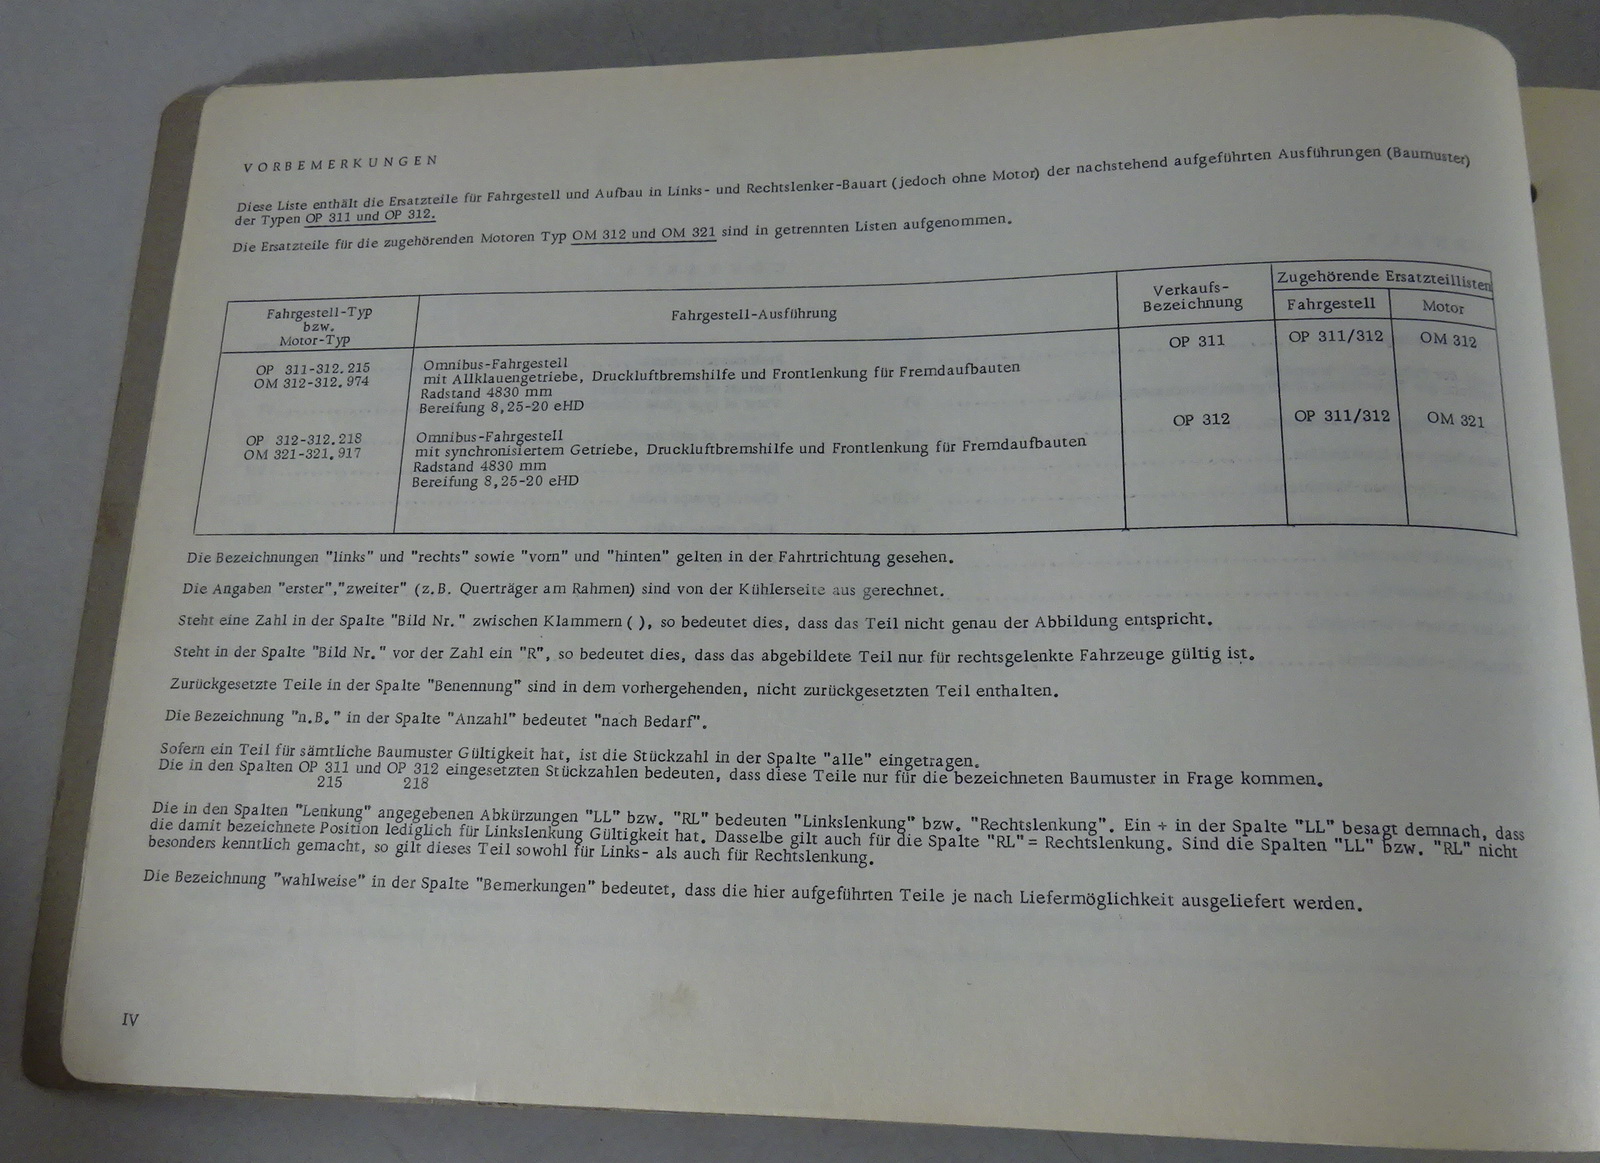 VORBEMERKUNGEN
Diese Liste enthält die Ersatzteile für Fahrgestell und Aufbau in Links- und Rechtslenker-Bauart (jedoch ohne Motor) der nachstehend aufgeführten Ausführungen (Baumuster)
der Typen OP 311 und OP 312.
Die Ersatzteile für die zugehörenden Motoren Typ OM 312 und OM 321 sind in getrennten Listen aufgenommen.
Fahrgestell-Typ
bzw.
Motor-Typ
Fahrgestell-Ausführung
Verkaufs-
Bezeichnung
Zugehörende Ersatzteillisten
Fahrgestell
Motor
OP 311-312.215
OM 312-312.974
Omnibus-Fahrgestell
mit Allklauengetriebe, Druckluftbremshilfe und Frontlenkung für Fremdaufbauten
Radstand 4830 mm
Bereifung 8,25-20 eHD
OP 311
OP 311/312
OM 312
OP 312-312.218
OM 321-321.917
Omnibus-Fahrgestell
mit synchronisiertem Getriebe, Druckluftbremshilfe und Frontlenkung für Fremdaufbauten
Radstand 4830 mm
Bereifung 8,25-20 eHD
OP 312
OP 311/312
OM 321
Die Bezeichnungen "links" und "rechts" sowie "vorn" und "hinten" gelten in der Fahrtrichtung gesehen.
Die Angaben "erster","zweiter" (z.B. Querträger am Rahmen) sind von der Kühlerseite aus gerechnet.
Steht eine Zahl in der Spalte "Bild Nr." zwischen Klammern ( ), so bedeutet dies, dass das Teil nicht genau der Abbildung entspricht.
Steht in der Spalte "Bild Nr." vor der Zahl ein "R", so bedeutet dies, dass das abgebildete Teil nur für rechtsgelenkte Fahrzeuge gültig ist.
Zurückgesetzte Teile in der Spalte "Benennung" sind in dem vorhergehenden, nicht zurückgesetzten Teil enthalten.
Die Bezeichnung "n.B." in der Spalte "Anzahl" bedeutet "nach Bedarf".
Sofern ein Teil für sämtliche Baumuster Gültigkeit hat, ist die Stückzahl in der Spalte "alle" eingetragen.
Die in den Spalten OP 311 und OP 312 eingesetzten Stückzahlen bedeuten, dass diese Teile nur für die bezeichneten Baumuster in Frage kommen.
215 218
Die in den Spalten "Lenkung" angegebenen Abkürzungen "LL" bzw. "RL" bedeuten "Linkslenkung" bzw. "Rechtslenkung". Ein + in der Spalte "LL" besagt demnach, dass
die damit bezeichnete Position lediglich für Linkslenkung Gültigkeit hat. Dasselbe gilt auch für die Spalte "RL"= Rechtslenkung. Sind die Spalten "LL" bzw. "RL" nicht
besonders kenntlich gemacht, so gilt dieses Teil sowohl für Links- als auch für Rechtslenkung.
Die Bezeichnung "wahlweise" in der Spalte "Bemerkungen" bedeutet, dass die hier aufgeführten Teile je nach Liefermöglichkeit ausgeliefert werden.
IV